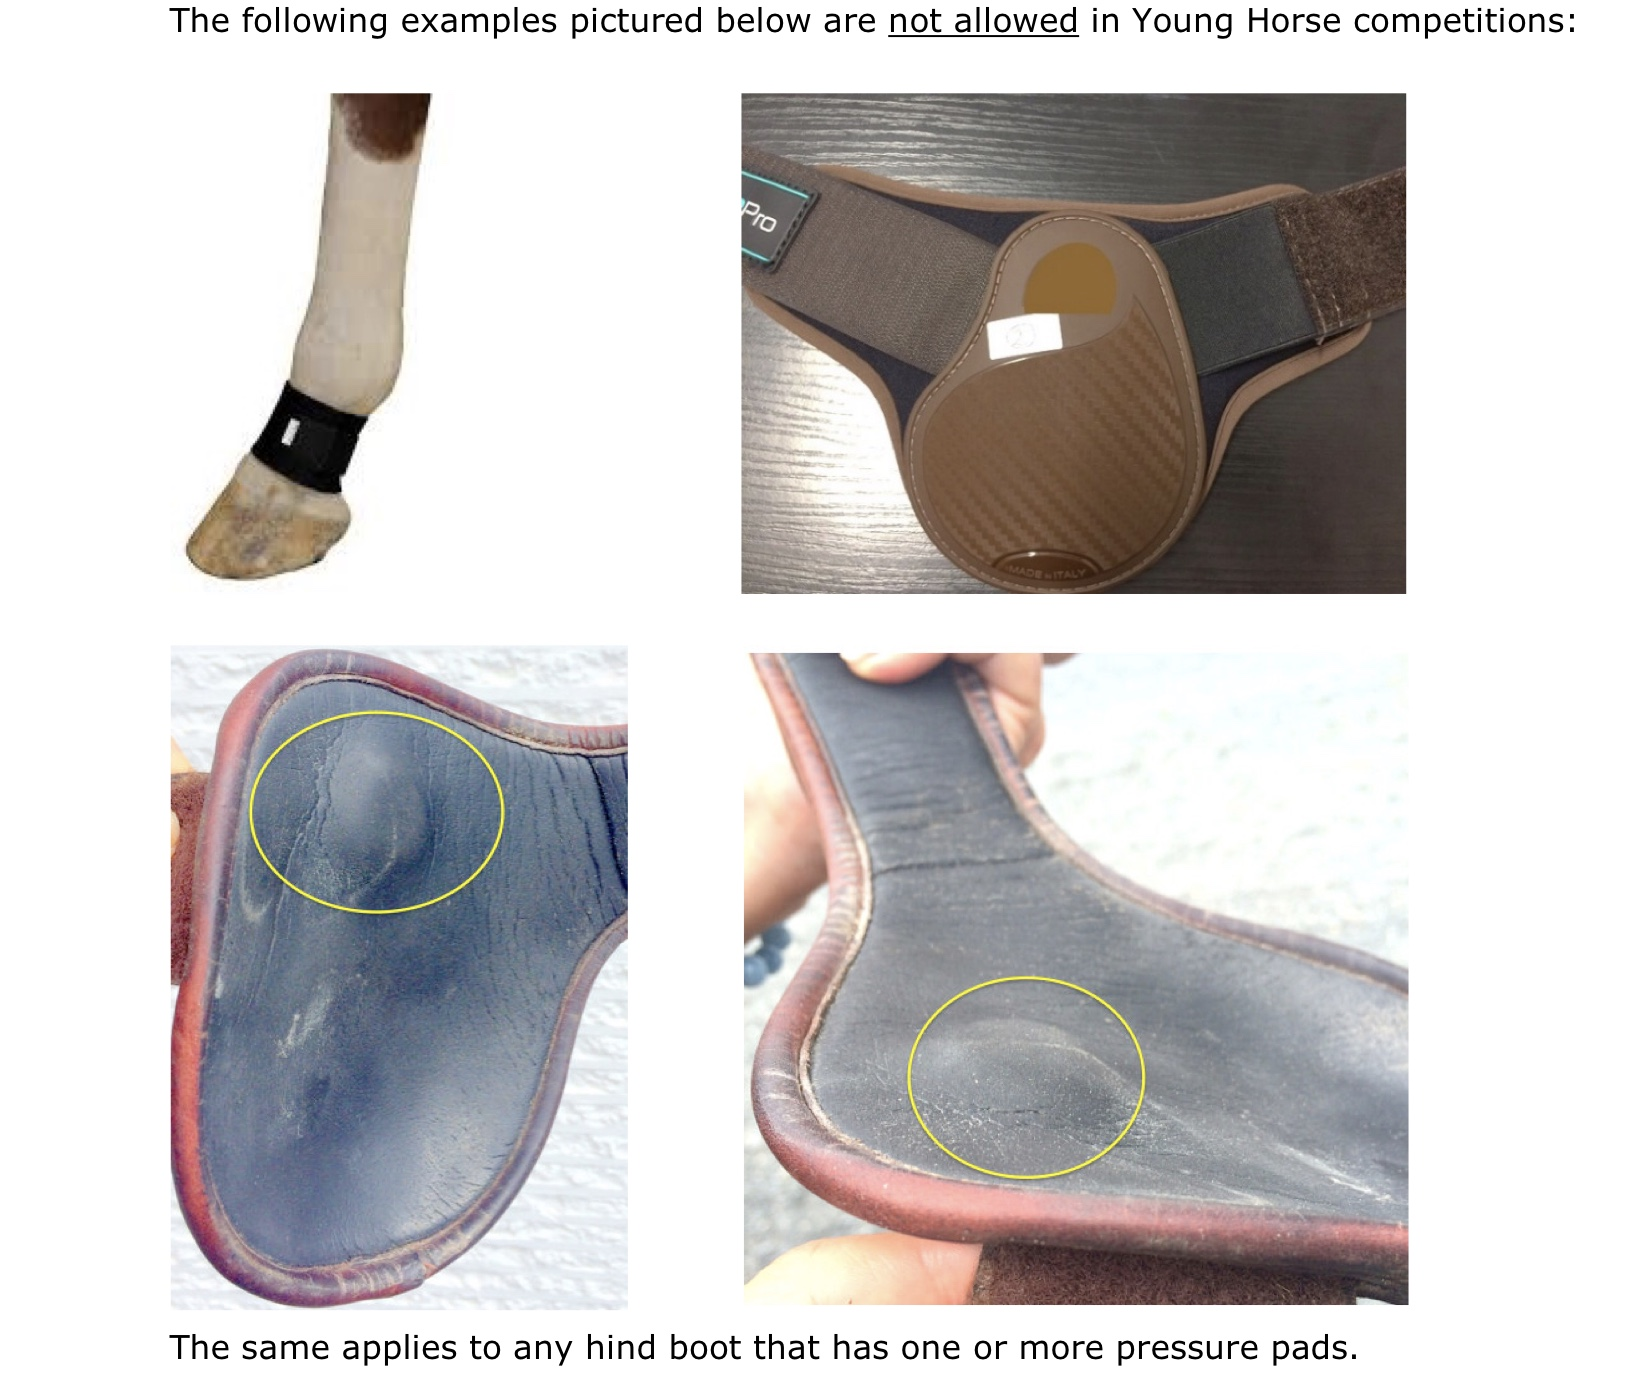 The following examples pictured below are not allowed in Young Horse competitions:
Pro
MADE IN ITALY
The same applies to any hind boot that has one or more pressure pads.